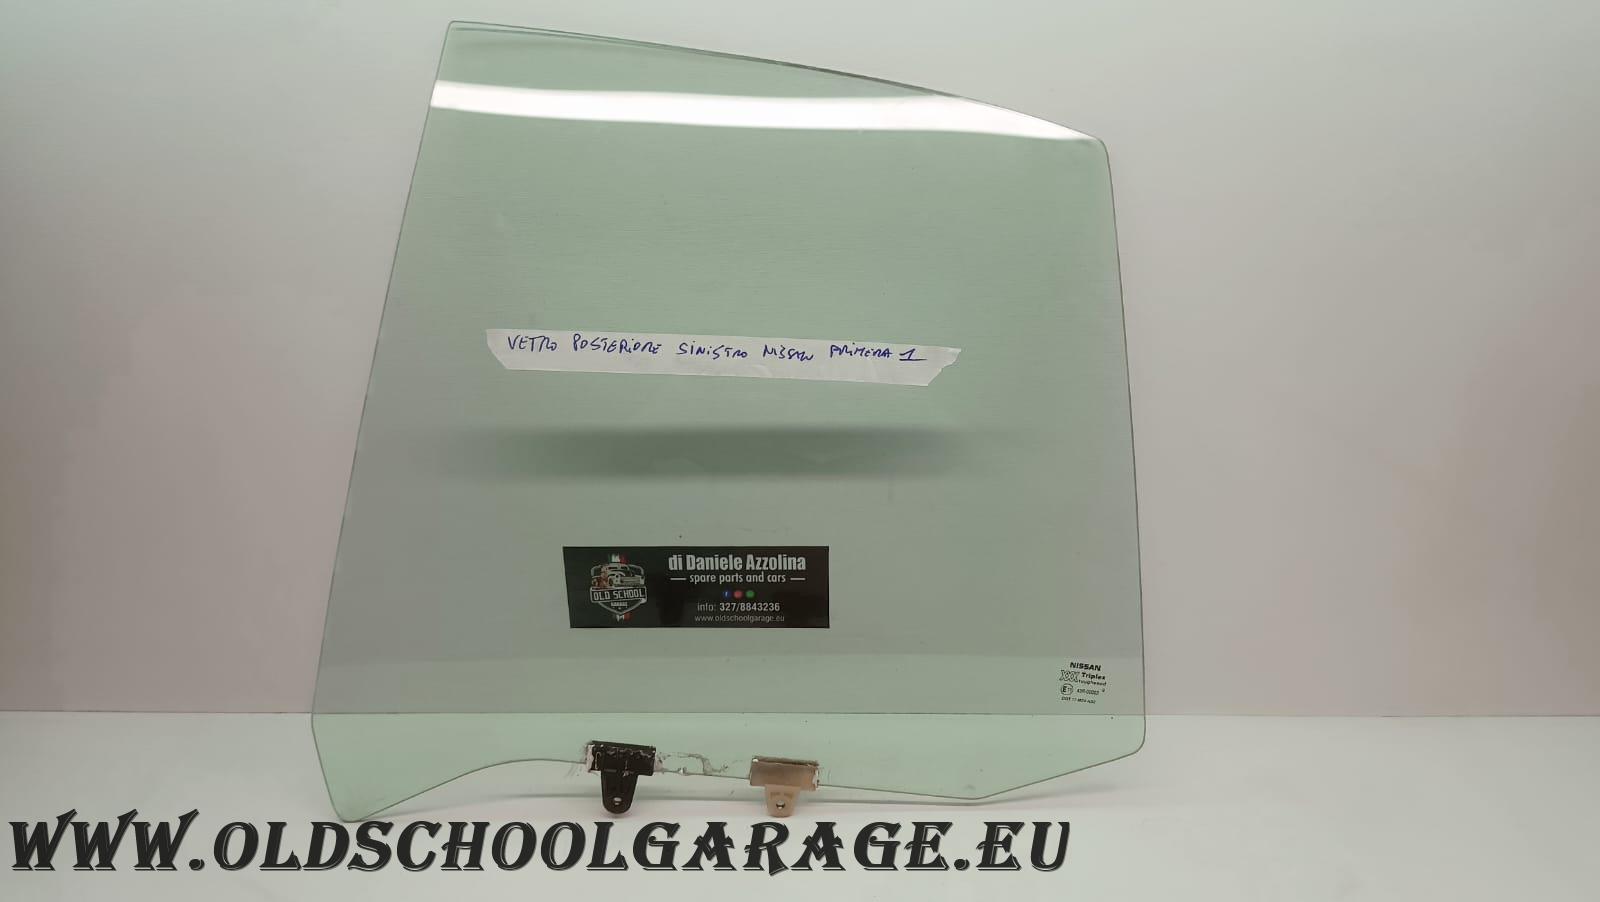 VETRO POSTERIORE SINISTRO NISSAN PRIMERA 1
di Daniele Azzolina
spare parts and cars
OLD SCHOOL
GARAGE
info: 327/8843236
www.oldschoolgarage.eu
NISSAN
Triplex
toughened
WWW.OLDSCHOOLGARAGE.EU